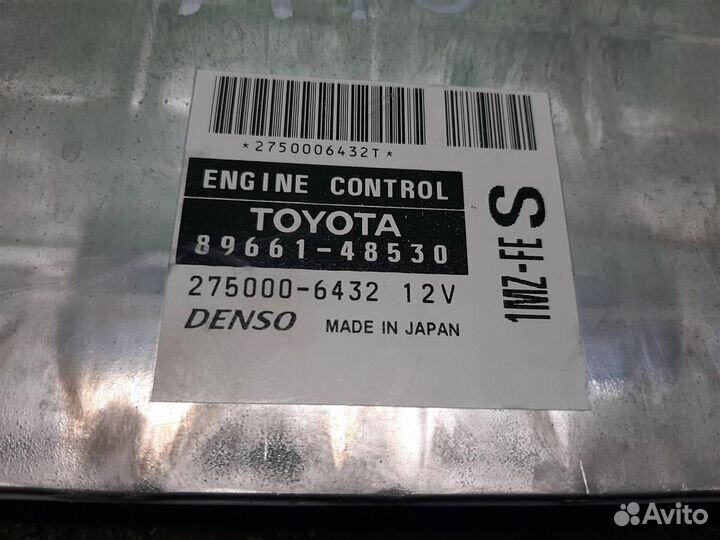 *2750006432T*
ENGINE CONTROL
TOYOTA
89661-48530
275000-6432 12V
DENSO MADE IN JAPAN
1MZ-FE S
Avito